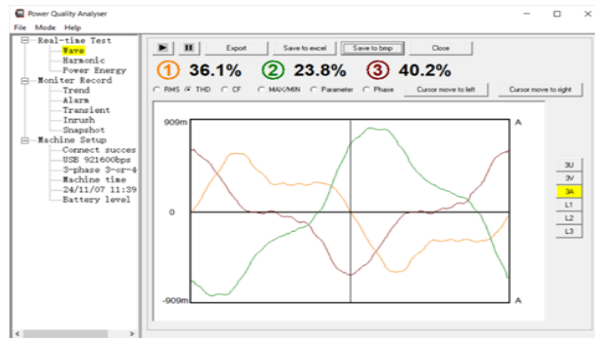 Power Quality Analyser
File Mode Help
Real-time Test
Wave
Harmonic
Power Energy
Moniter Record
Trend
Alarm
Transient
Inrush
Snapshot
Machine Setup
Connect succes
USB 921600bps
3-phase 3-or-4
Machine time
24/11/07 11:39
Battery level
Export Save to excel Save to bmp Close
1 36.1% 2 23.8% 3 40.2%
RMS THD CF MAX/MIN Parameter Phase Cursor move to left Cursor move to right
909m A
0
-909m A
3U
3V
3A
L1
L2
L3